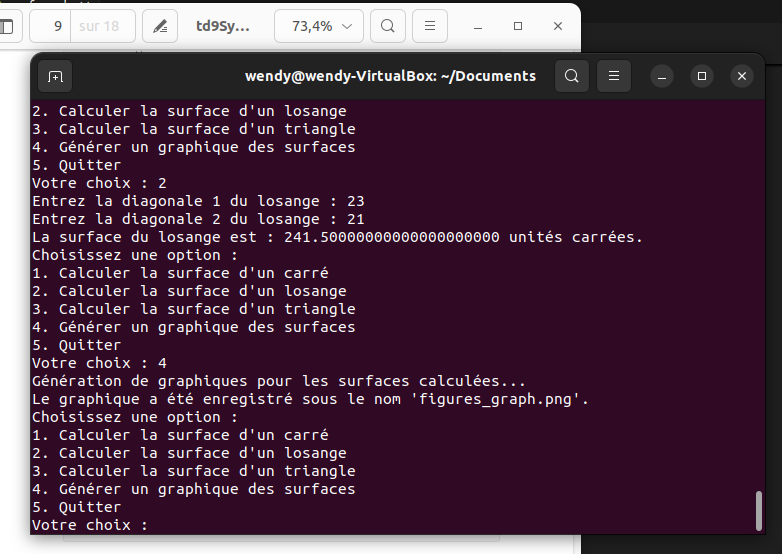 9 sur 18 td9Sy... 73,4%
wendy@wendy-VirtualBox: ~/Documents
2. Calculer la surface d'un losange
3. Calculer la surface d'un triangle
4. Générer un graphique des surfaces
5. Quitter
Votre choix : 2
Entrez la diagonale 1 du losange : 23
Entrez la diagonale 2 du losange : 21
La surface du losange est : 241.50000000000000000000 unités carrées.
Choisissez une option :
1. Calculer la surface d'un carré
2. Calculer la surface d'un losange
3. Calculer la surface d'un triangle
4. Générer un graphique des surfaces
5. Quitter
Votre choix : 4
Génération de graphiques pour les surfaces calculées...
Le graphique a été enregistré sous le nom 'figures_graph.png'.
Choisissez une option :
1. Calculer la surface d'un carré
2. Calculer la surface d'un losange
3. Calculer la surface d'un triangle
4. Générer un graphique des surfaces
5. Quitter
Votre choix :